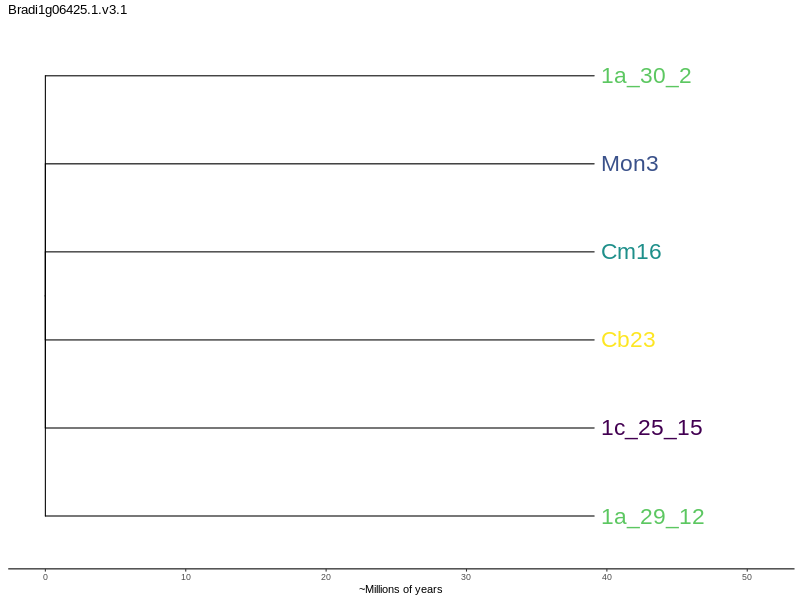 Bradi1g06425.1.v3.1
1a_30_2
Mon3
Cm16
Cb23
1c_25_15
1a_29_12
0 10 20 30 40 50
~Millions of years